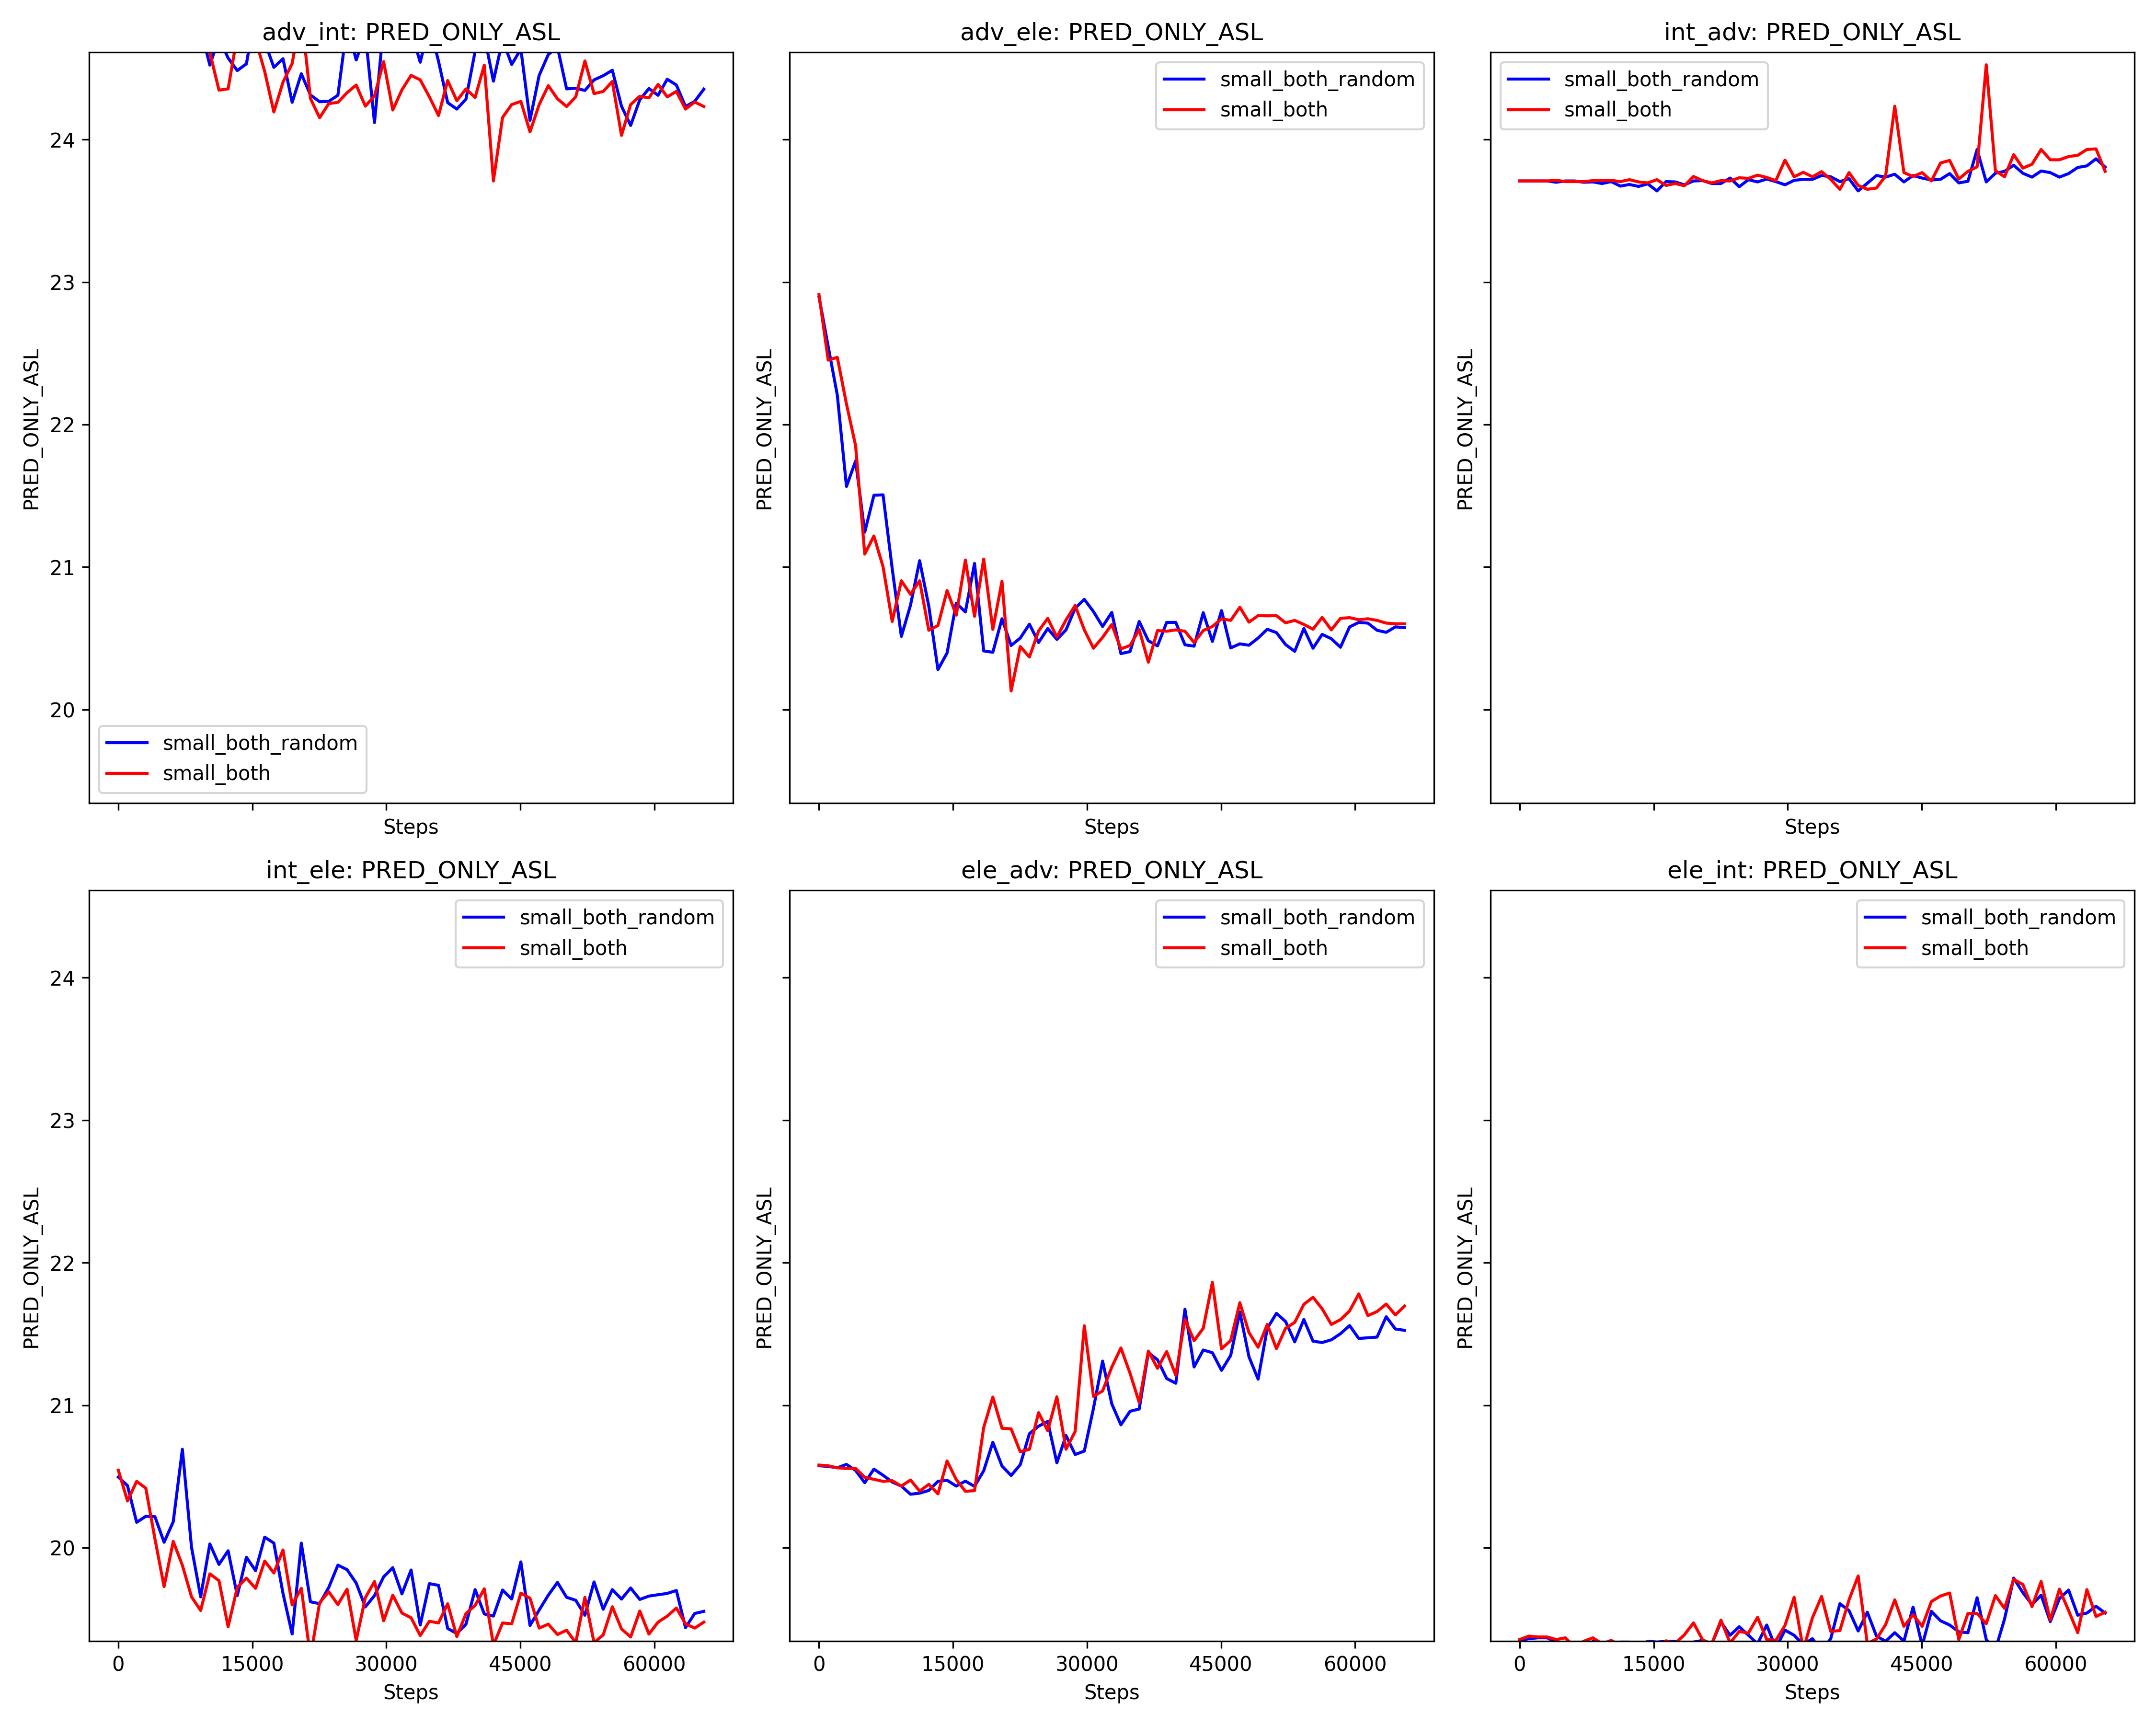 adv_int: PRED_ONLY_ASL
adv_ele: PRED_ONLY_ASL
int_adv: PRED_ONLY_ASL
PRED_ONLY_ASL
24
23
22
21
20
small_both_random
small_both
Steps
PRED_ONLY_ASL
small_both_random
small_both
Steps
PRED_ONLY_ASL
small_both_random
small_both
Steps
int_ele: PRED_ONLY_ASL
ele_adv: PRED_ONLY_ASL
ele_int: PRED_ONLY_ASL
PRED_ONLY_ASL
24
23
22
21
20
small_both_random
small_both
0 15000 30000 45000 60000
Steps
PRED_ONLY_ASL
small_both_random
small_both
0 15000 30000 45000 60000
Steps
PRED_ONLY_ASL
small_both_random
small_both
0 15000 30000 45000 60000
Steps